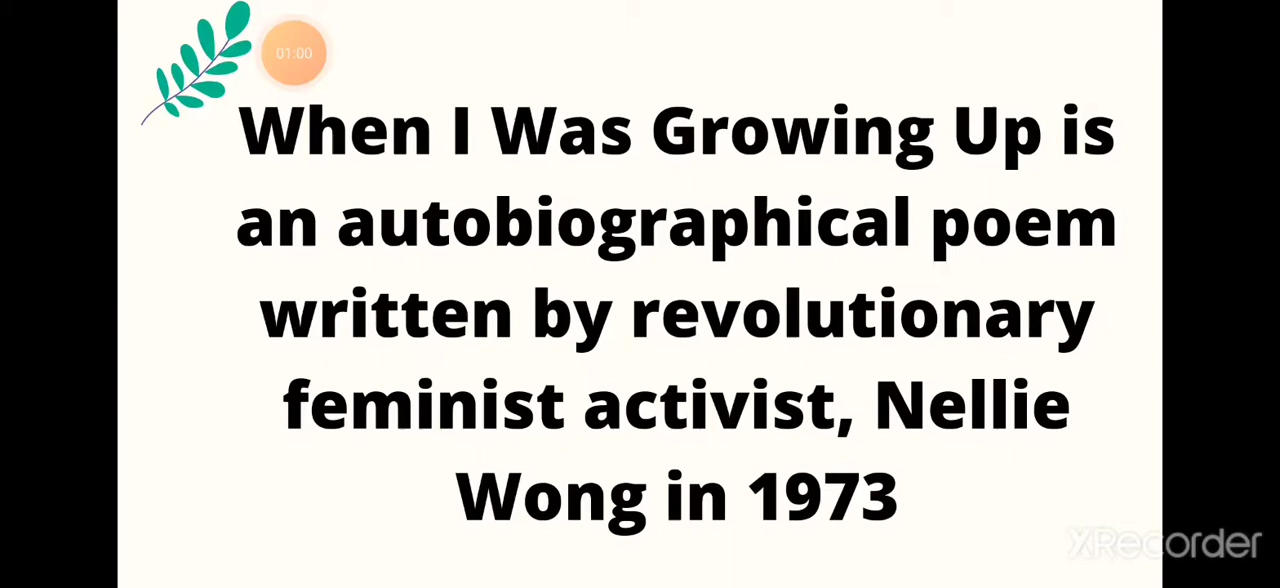 01:00
When I Was Growing Up is
an autobiographical poem
written by revolutionary
feminist activist, Nellie
Wong in 1973
XRecorder